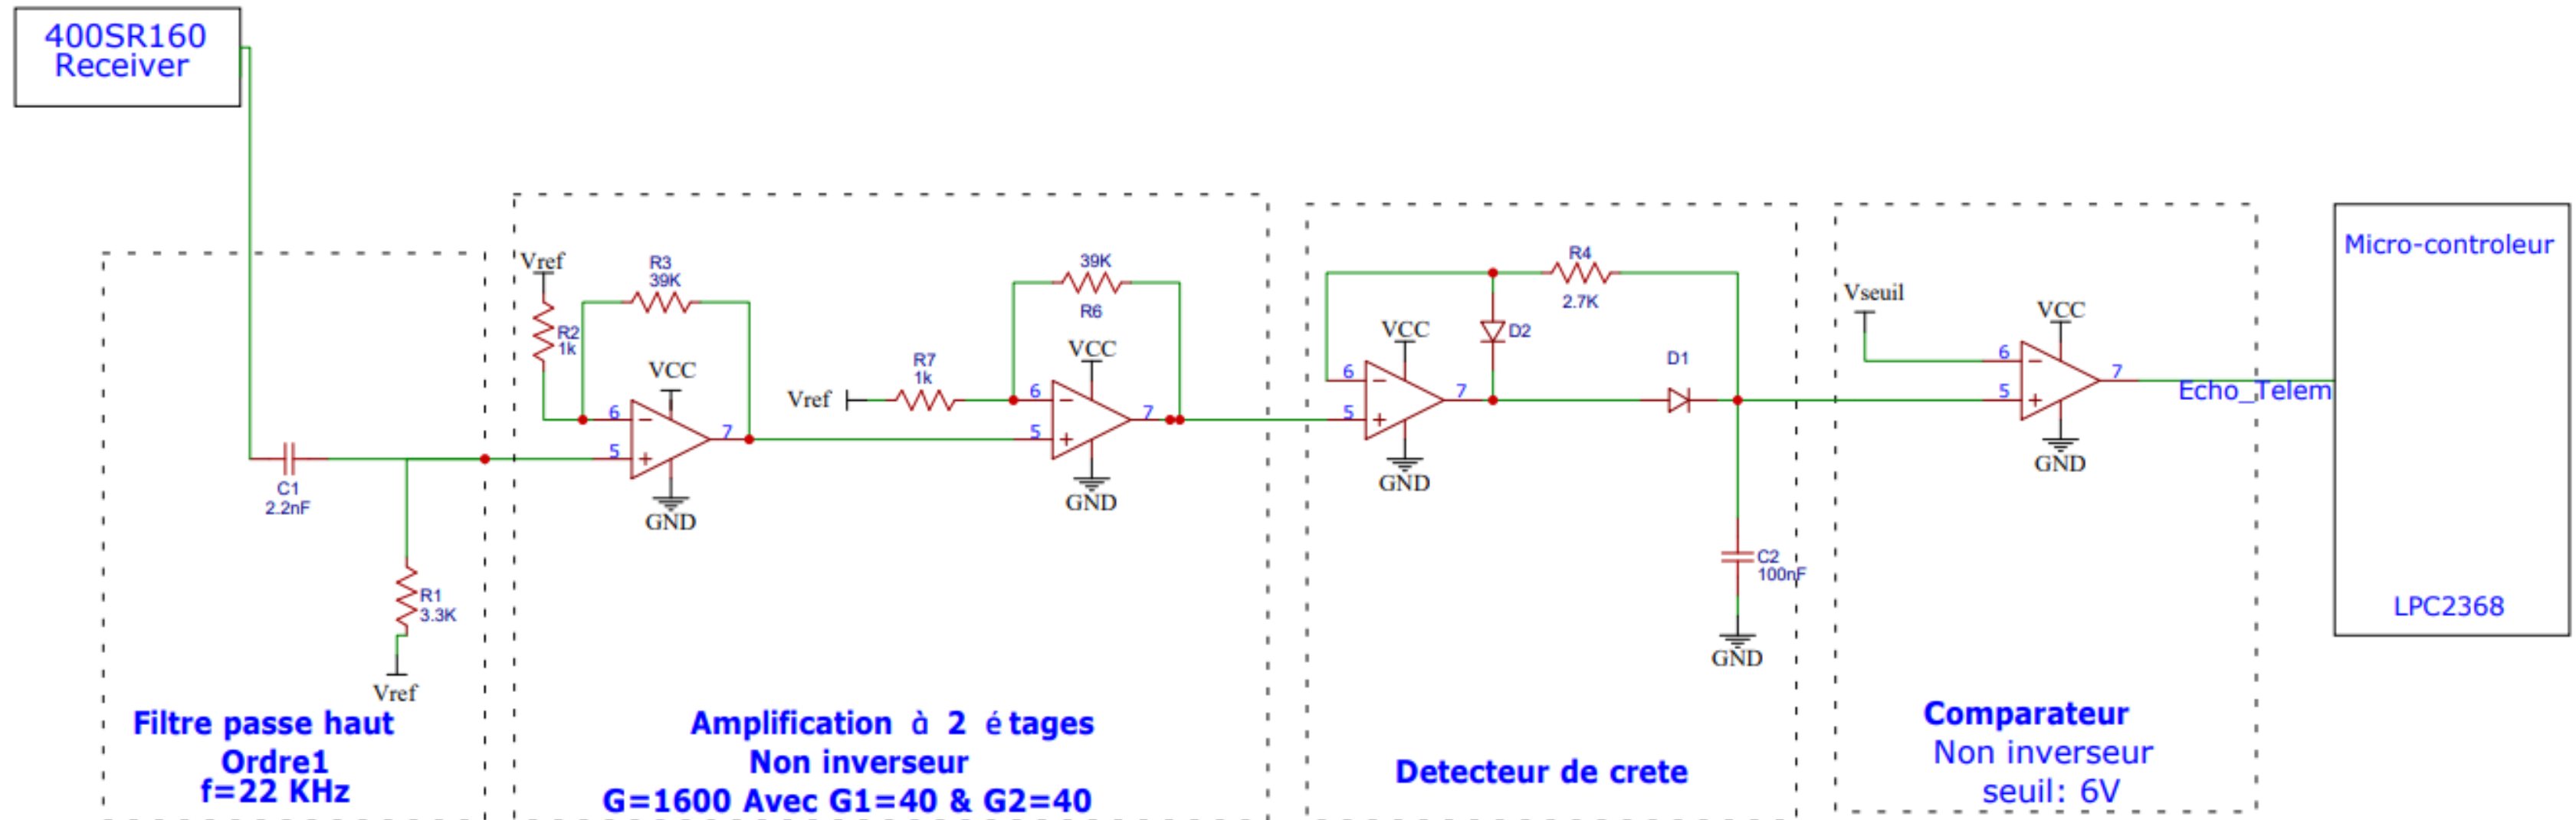 400SR160
Receiver
C1
2.2nF
R1
3.3K
Vref
Filtre passe haut
Ordre1
f=22 KHz
Vref
R2
1k
R3
39K
VCC
6
5
7
GND
Vref
R7
1k
39K
R6
VCC
6
5
7
GND
Amplification à 2 étages
Non inverseur
G=1600 Avec G1=40 & G2=40
R4
2.7K
D2
D1
VCC
6
5
7
GND
C2
100nF
GND
Detecteur de crete
Vseuil
VCC
6
5
7
GND
Echo_Telem
Comparateur
Non inverseur
seuil: 6V
Micro-controleur
LPC2368